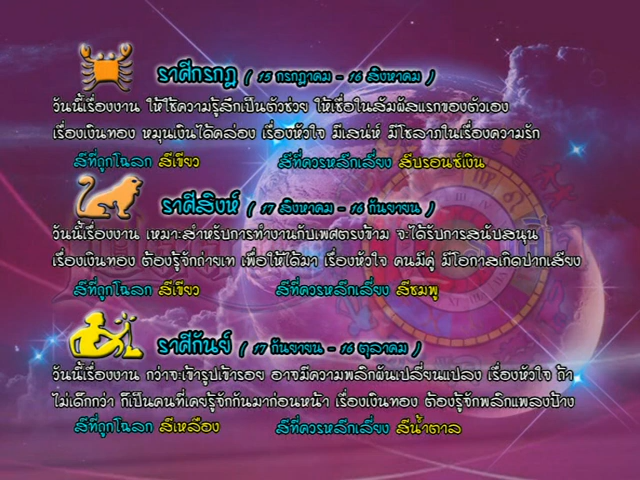 ราศีกรกฎ ( 15 กรกฎาคม - 16 สิงหาคม )
วันนี้เรื่องงาน ให้ใช้ความรู้สึกเป็นตัวช่วย ให้เชื่อในสัมผัสแรกของตัวเอง
เรื่องเงินทอง หมุนเงินได้คล่อง เรื่องหัวใจ มีเสน่ห์ มีโชลาภในเรื่องความรัก
สีที่ถูกโฉลก สีเขียว สีที่ควรหลีกเลี่ยง สีบรอนซ์เงิน
ราศีสิงห์ ( 17 สิงหาคม - 16 กันยายน )
วันนี้เรื่องงาน เหมาะสำหรับการทำงานกับเพศตรงข้าม จะได้รับการสนับสนุน
เรื่องเงินทอง ต้องรู้จักถ่ายเท เพื่อให้ได้มา เรื่องหัวใจ คนมีคู่ มีโอกาสเกิดปากเสียง
สีที่ถูกโฉลก สีเขียว สีที่ควรหลีกเลี่ยง สีชมพู
ราศีกันย์ ( 17 กันยายน - 16 ตุลาคม )
วันนี้เรื่องงาน กว่าจะเข้ารูปเข้ารอย อาจมีความพลิกผันเปลี่ยนแปลง เรื่องหัวใจ ถ้า
ไม่เด็กกว่า ก็เป็นคนที่เคยรู้จักกันมาก่อนหน้า เรื่องเงินทอง ต้องรู้จักพลิกแพลงบ้าง
สีที่ถูกโฉลก สีเหลือง สีที่ควรหลีกเลี่ยง สีน้ำตาล